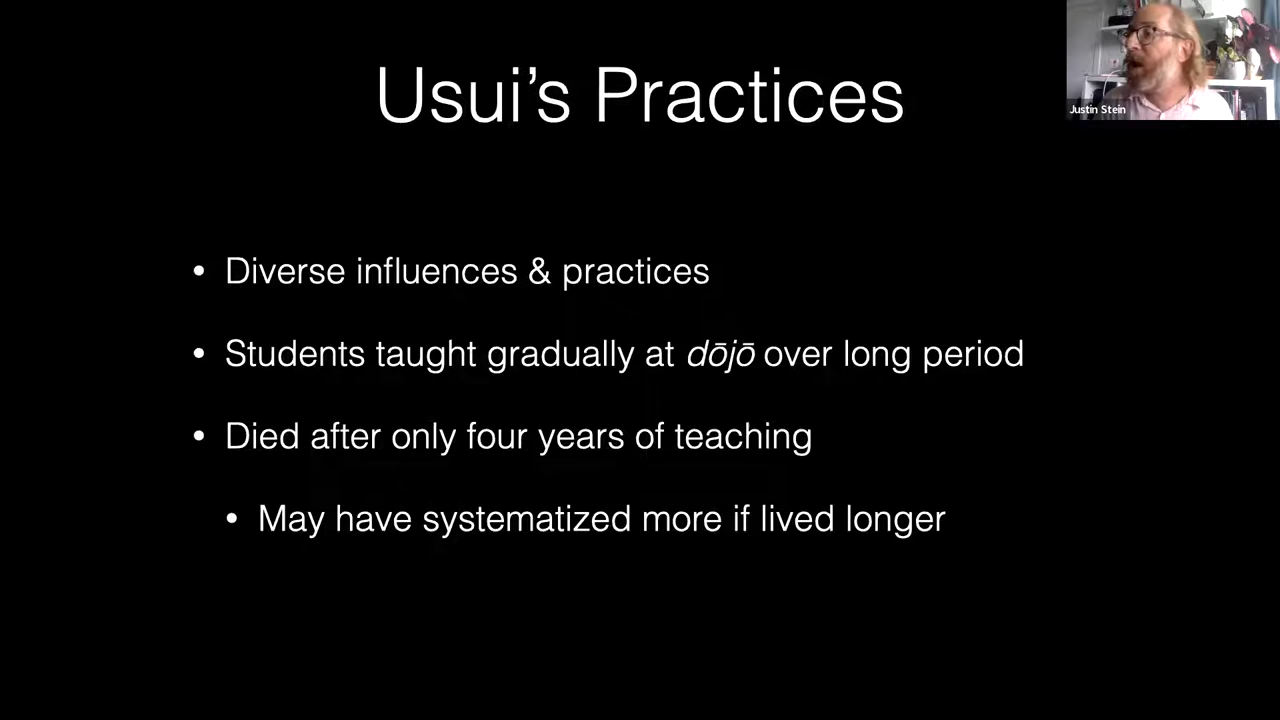 Usui’s Practices
Justin Stein
• Diverse influences & practices
• Students taught gradually at dōjō over long period
• Died after only four years of teaching
• May have systematized more if lived longer